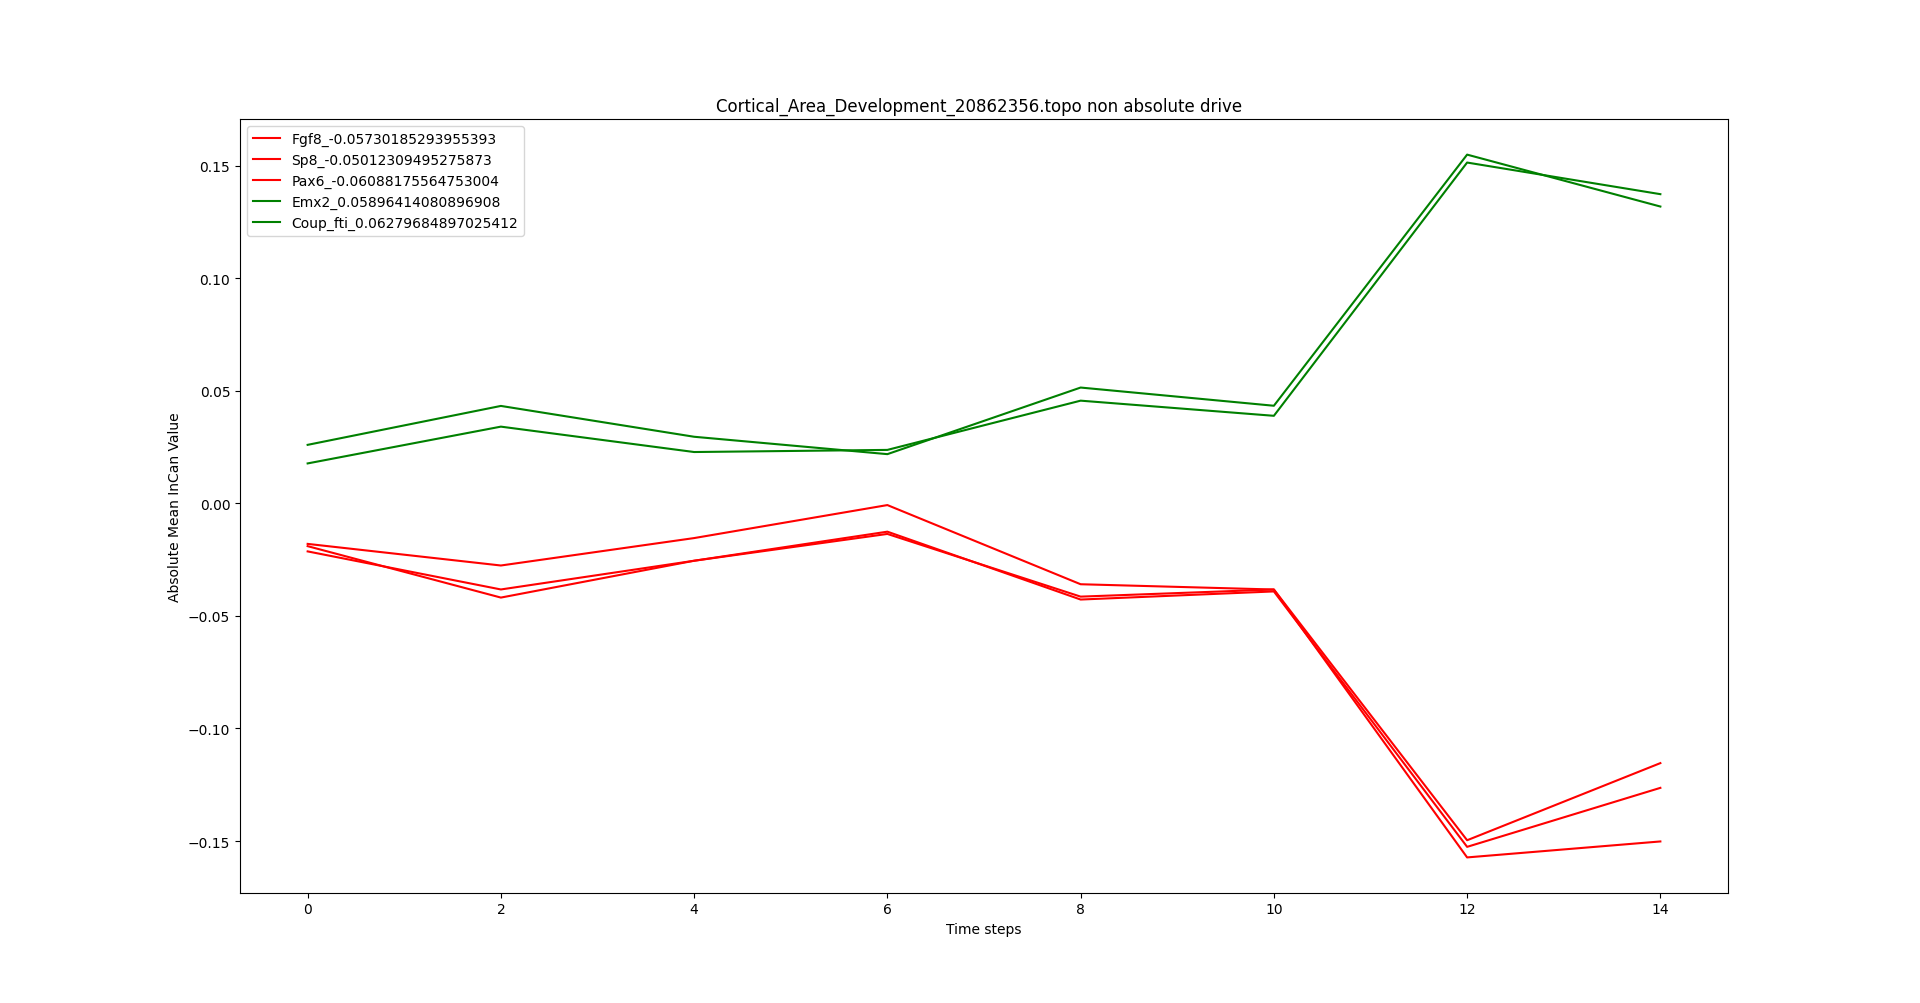 Cortical_Area_Development_20862356.topo non absolute drive
Fgf8_-0.05730185293955393
Sp8_-0.05012309495275873
Pax6_-0.06088175564753004
Emx2_0.05896414080896908
Coup_fti_0.06279684897025412
0.15
0.10
0.05
0.00
−0.05
−0.10
−0.15
Absolute Mean InCan Value
0 2 4 6 8 10 12 14
Time steps